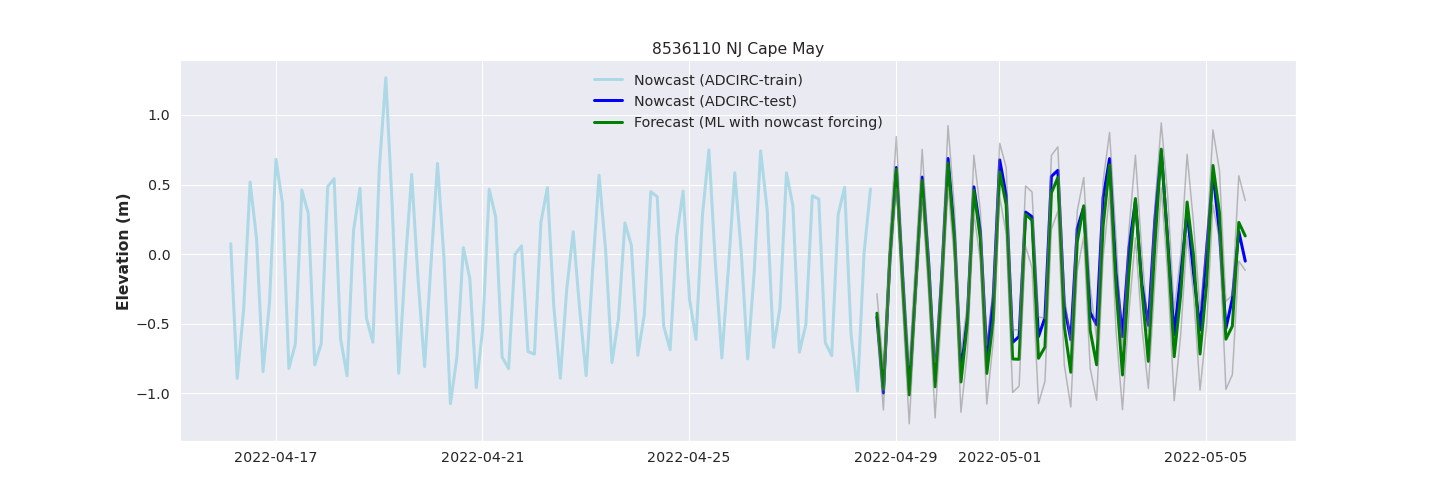 8536110 NJ Cape May
Nowcast (ADCIRC-train)
Nowcast (ADCIRC-test)
Forecast (ML with nowcast forcing)
Elevation (m)
1.0
0.5
0.0
−0.5
−1.0
2022-04-17 2022-04-21 2022-04-25 2022-04-29 2022-05-01 2022-05-05